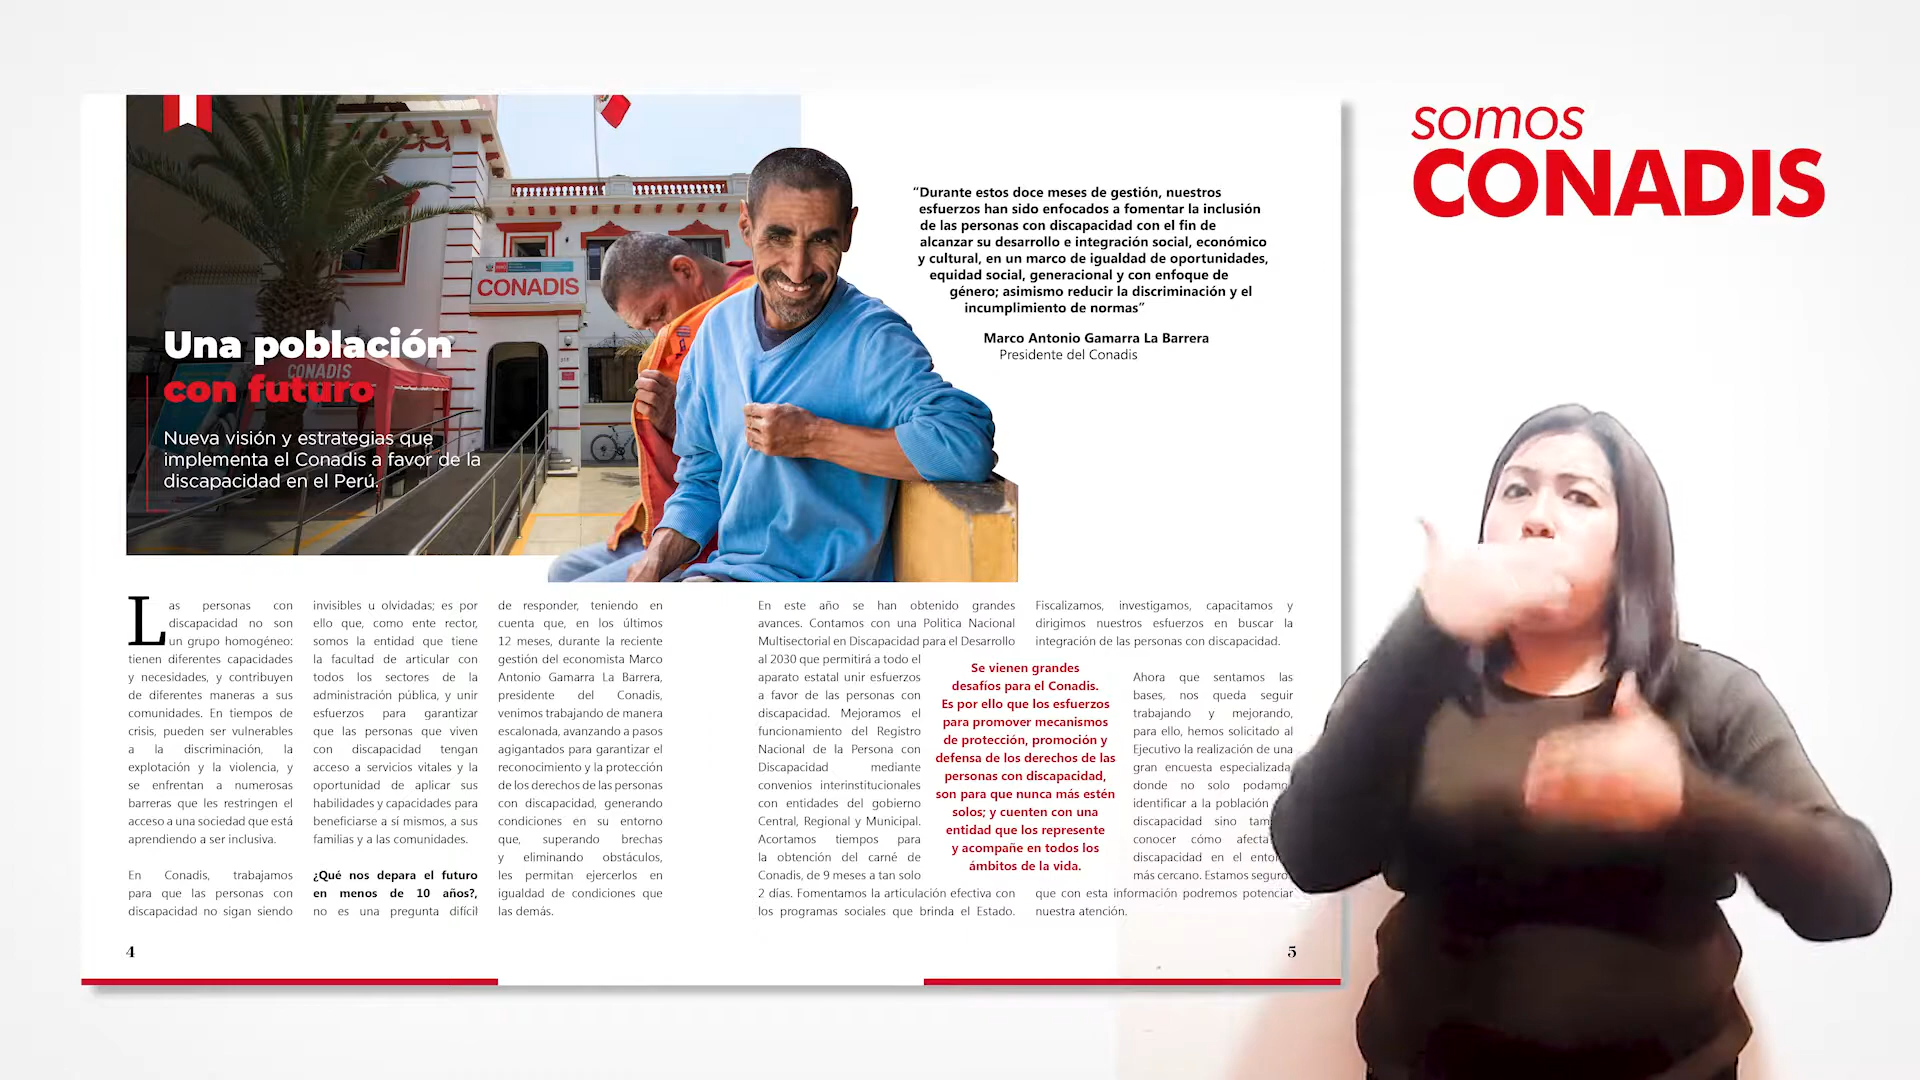 somos
CONADIS
CONADIS
CONADIS
Una población
con futuro
Nueva visión y estrategias que
implementa el Conadis a favor de la
discapacidad en el Perú.
“Durante estos doce meses de gestión, nuestros
esfuerzos han sido enfocados a fomentar la inclusión
de las personas con discapacidad con el fin de
alcanzar su desarrollo e integración social, económico
y cultural, en un marco de igualdad de oportunidades,
equidad social, generacional y con enfoque de
género; asimismo reducir la discriminación y el
incumplimiento de normas”
Marco Antonio Gamarra La Barrera
Presidente del Conadis
Las personas con
discapacidad no son
un grupo homogéneo:
tienen diferentes capacidades
y necesidades, y contribuyen
de diferentes maneras a sus
comunidades. En tiempos de
crisis, pueden ser vulnerables
a la discriminación, la
explotación y la violencia, y
se enfrentan a numerosas
barreras que les restringen el
acceso a una sociedad que está
aprendiendo a ser inclusiva.
En Conadis, trabajamos
para que las personas con
discapacidad no sigan siendo
invisibles u olvidadas; es por
ello que, como ente rector,
somos la entidad que tiene
la facultad de articular con
todos los sectores de la
administración pública, y unir
esfuerzos para garantizar
que las personas que viven
con discapacidad tengan
acceso a servicios vitales y la
oportunidad de aplicar sus
habilidades y capacidades para
beneficiarse a sí mismos, a sus
familias y a las comunidades.
¿Qué nos depara el futuro
en menos de 10 años?,
no es una pregunta difícil
de responder, teniendo en
cuenta que, en los últimos
12 meses, durante la reciente
gestión del economista Marco
Antonio Gamarra La Barrera,
presidente del Conadis,
venimos trabajando de manera
escalonada, avanzando a pasos
agigantados para garantizar el
reconocimiento y la protección
de los derechos de las personas
con discapacidad, generando
condiciones en su entorno
que, superando brechas
y eliminando obstáculos,
les permitan ejercerlos en
igualdad de condiciones que
las demás.
En este año se han obtenido grandes
avances. Contamos con una Politica Nacional
Multisectorial en Discapacidad para el Desarrollo
al 2030 que permitirá a todo el
aparato estatal unir esfuerzos
a favor de las personas con
discapacidad. Mejoramos el
funcionamiento del Registro
Nacional de la Persona con
Discapacidad mediante
convenios interinstitucionales
con entidades del gobierno
Central, Regional y Municipal.
Acortamos tiempos para
la obtención del carné de
Conadis, de 9 meses a tan solo
2 días. Fomentamos la articulación efectiva con
los programas sociales que brinda el Estado.
Se vienen grandes
desafíos para el Conadis.
Es por ello que los esfuerzos
para promover mecanismos
de protección, promoción y
defensa de los derechos de las
personas con discapacidad,
son para que nunca más estén
solos; y cuenten con una
entidad que los represente
y acompañe en todos los
ámbitos de la vida.
Fiscalizamos, investigamos, capacitamos y
dirigimos nuestros esfuerzos en buscar la
integración de las personas con discapacidad.
Ahora que sentamos las
bases, nos queda seguir
trabajando y mejorando,
para ello, hemos solicitado al
Ejecutivo la realización de una
gran encuesta especializada,
donde no solo
identificar a la población
discapacidad sino
conocer cómo
discapacidad en el
más cercano. Estamos
que con esta información podremos potenciar
nuestra atención.
4
5